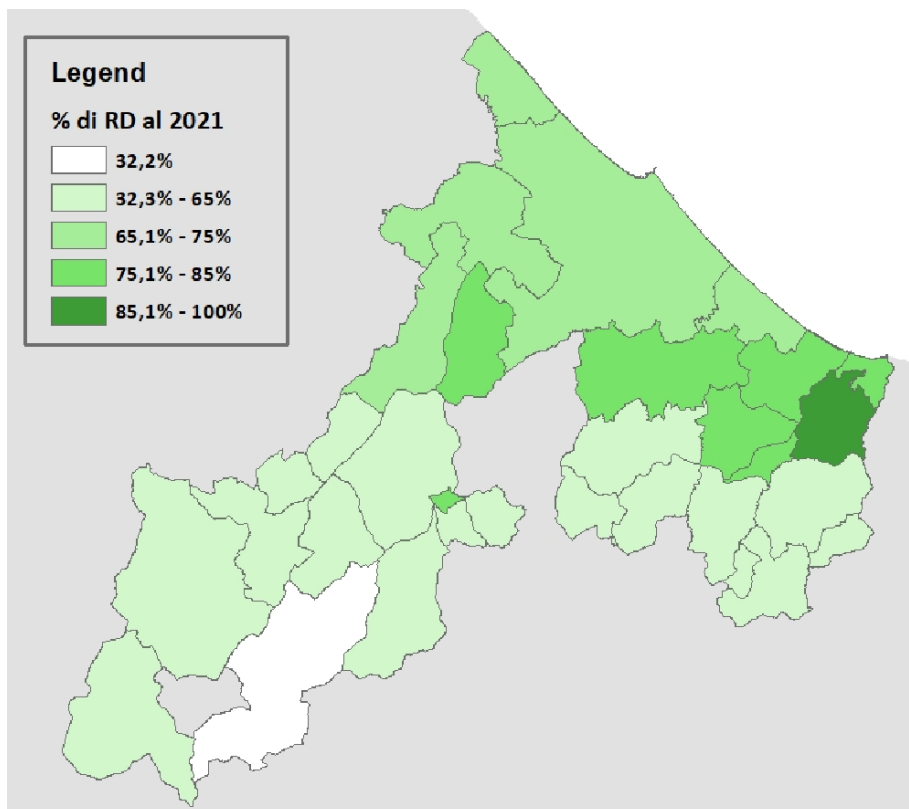 Legend
% di RD al 2021
32,2%
32,3% - 65%
65,1% - 75%
75,1% - 85%
85,1% - 100%